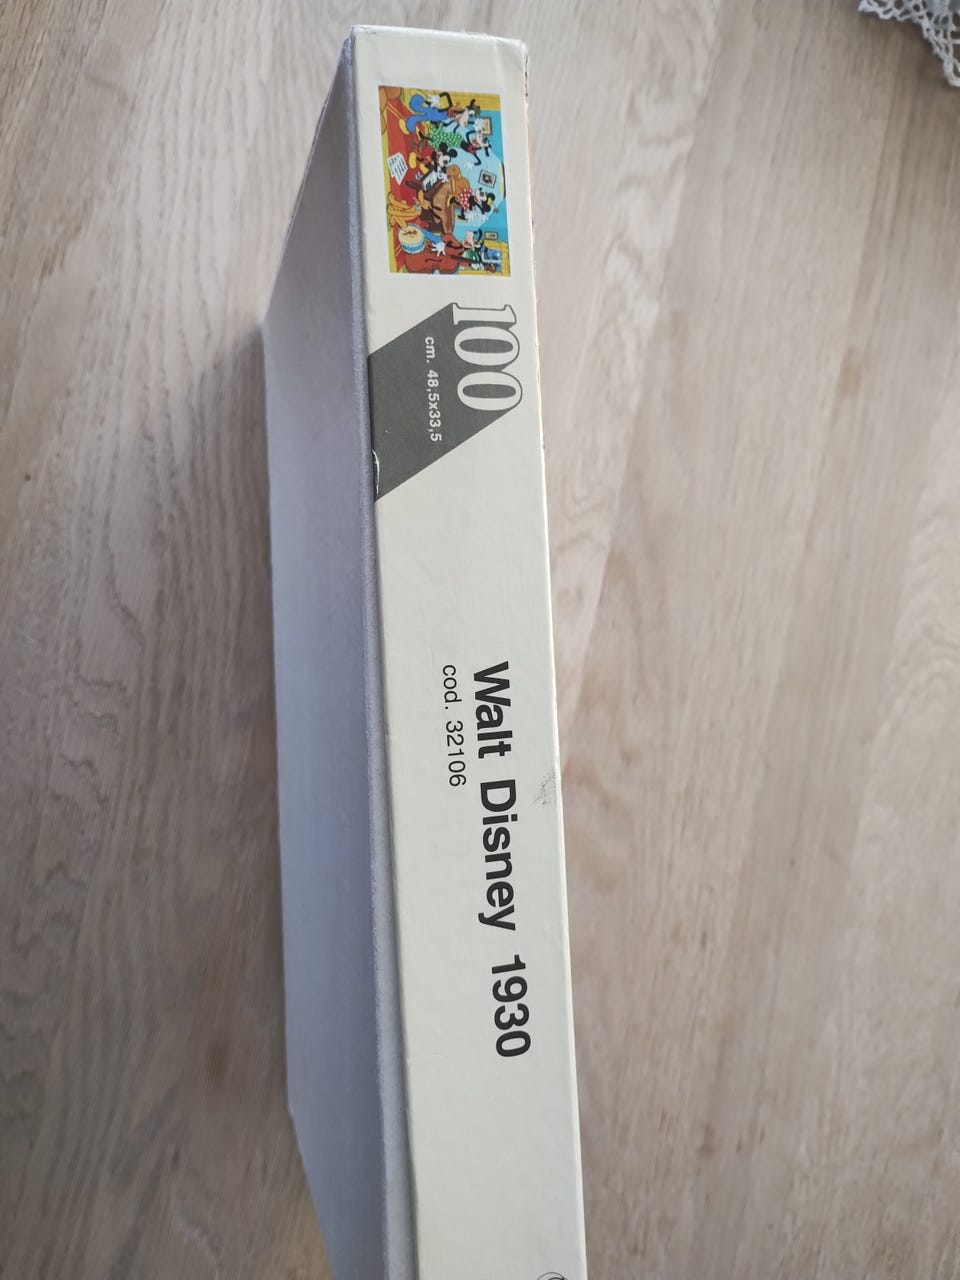 100
cm. 48,5x33,5
Walt Disney 1930
cod. 32106